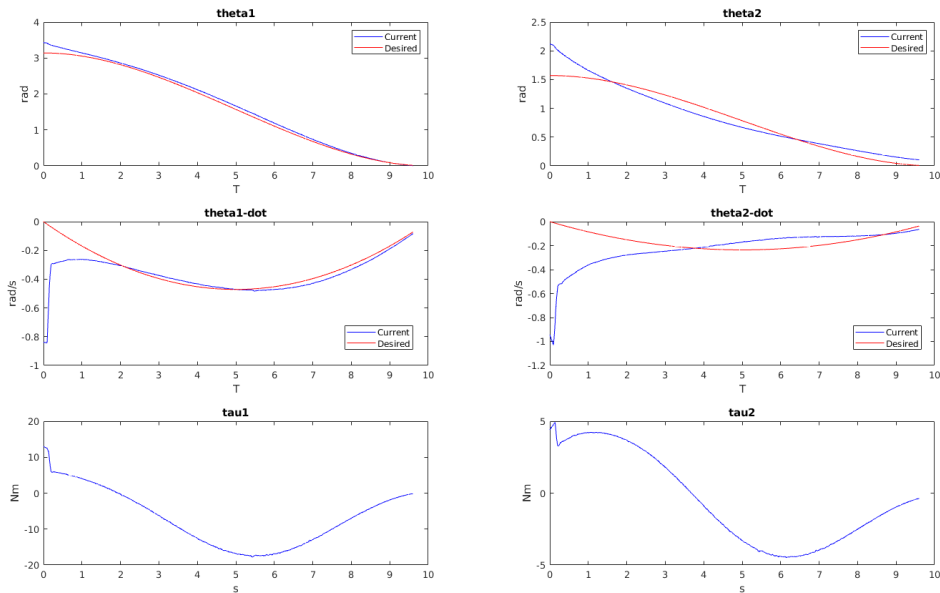 theta1
3.5
4
3
2
1
0
rad
0 1 2 3 4 5 6 7 8 9 10
T
Current
Desired
theta2
2.5
2
1.5
1
0.5
0
rad
0 1 2 3 4 5 6 7 8 9 10
T
Current
Desired
theta1-dot
0
-0.2
-0.4
-0.6
-0.8
-1
rad/s
0 1 2 3 4 5 6 7 8 9 10
T
Current
Desired
theta2-dot
0
-0.2
-0.4
-0.6
-0.8
-1
-1.2
rad/s
0 1 2 3 4 5 6 7 8 9 10
T
Current
Desired
tau1
20
10
0
-10
-20
Nm
0 1 2 3 4 5 6 7 8 9 10
s
tau2
5
0
-5
Nm
0 1 2 3 4 5 6 7 8 9 10
s